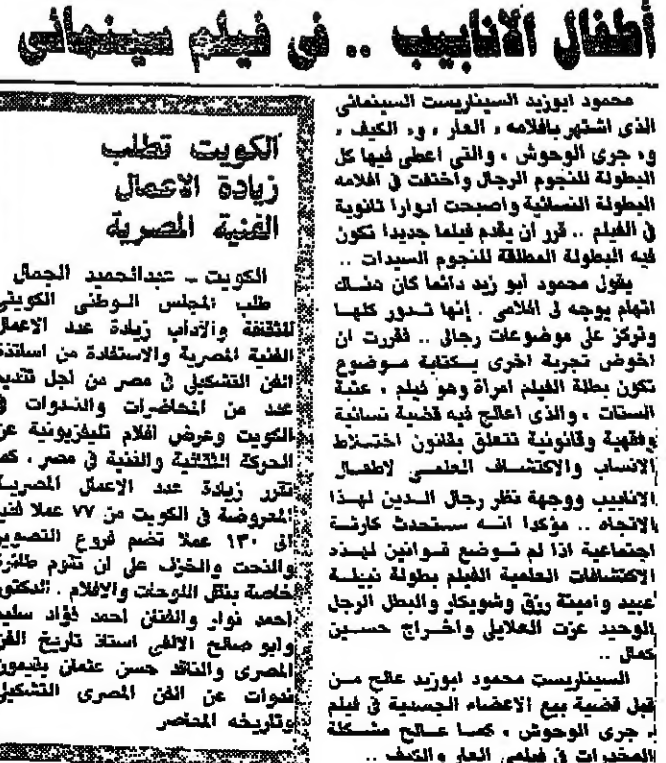 أطفال الأنابيب .. فى فيلم سينمائى
محمود ابوزيد السيناريست السينمائى
الذى اشتهر بافلامه « العار » و« الكيف »
و« جرى الوحوش » والتى اعطى فيها كل
البطولة للنجوم الرجال واختفت فى افلامه
البطولة النسائية واصبحت ادوارا ثانوية
فى الفيلم .. قرر ان يقدم فيلما جديدا تكون
فيه البطولة المطلقة للنجوم السيدات ..
يقول محمود أبو زيد دائما كان هناك
اتهام يوجه لى افلامى . إنها تدور كلها
وتركز على موضوعات رجالى .. فقررت ان
اخوض تجربة اخرى بكتابة موضوع
تكون بطلة الفيلم امرأة وهو فيلم « عتبة
الستات » والذى اعالج فيه قضية نسائية
وفقهية وقانونية تتعلق بقانون اختلاط
الانساب والاكتشاف العلمى لاطفال
الانابيب ووجهة نظر رجال الدين لهذا
الاتجاه .. مؤكدا انه ستحدث كارثة
اجتماعية اذا لم توضع قوانين لهذه
الاكتشافات العلمية الفيلم بطولة نبيلة
عبيد وامينة رزق وشويكار والبطل الرجل
الوحيد عزت العلايلى واخراج حسين
كمال ..
السيناريست محمود ابوزيد عالج من
قبل قضية بيع الاعضاء الجسدية فى فيلم
« جرى الوحوش » كما عالج مشكلة
المخدرات فى فيلمى العار والكيف ..
الكويت تطلب
زيادة الاعمال
الفنية المصرية
الكويت - عبدالحميد الجمال
طلب المجلس الوطنى الكويتى
للثقافة والآداب زيادة عدد الاعمال
الفنية المصرية والاستفادة من اساتذة
الفن التشكيلى فى مصر من اجل تقديم
عدد من المحاضرات والندوات فى
الكويت وعرض افلام تليفزيونية عن
الحركة الثقافية والفنية فى مصر . كما
تقرر زيادة عدد الاعمال المصرية
المعروضة فى الكويت من ٧٧ عملا فنيا
الى ١٣٠ عملا تضم فروع التصوير
والنحت والخزف على ان تقوم طائرة
خاصة بنقل اللوحات والافلام . الدكتور
احمد نوار والفنان احمد فؤاد سليم
وابو صالح الالفى استاذ تاريخ الفن
المصرى والناقد حسن عثمان يقيمون
ندوات عن الفن المصرى التشكيلى
وتاريخه المعاصر